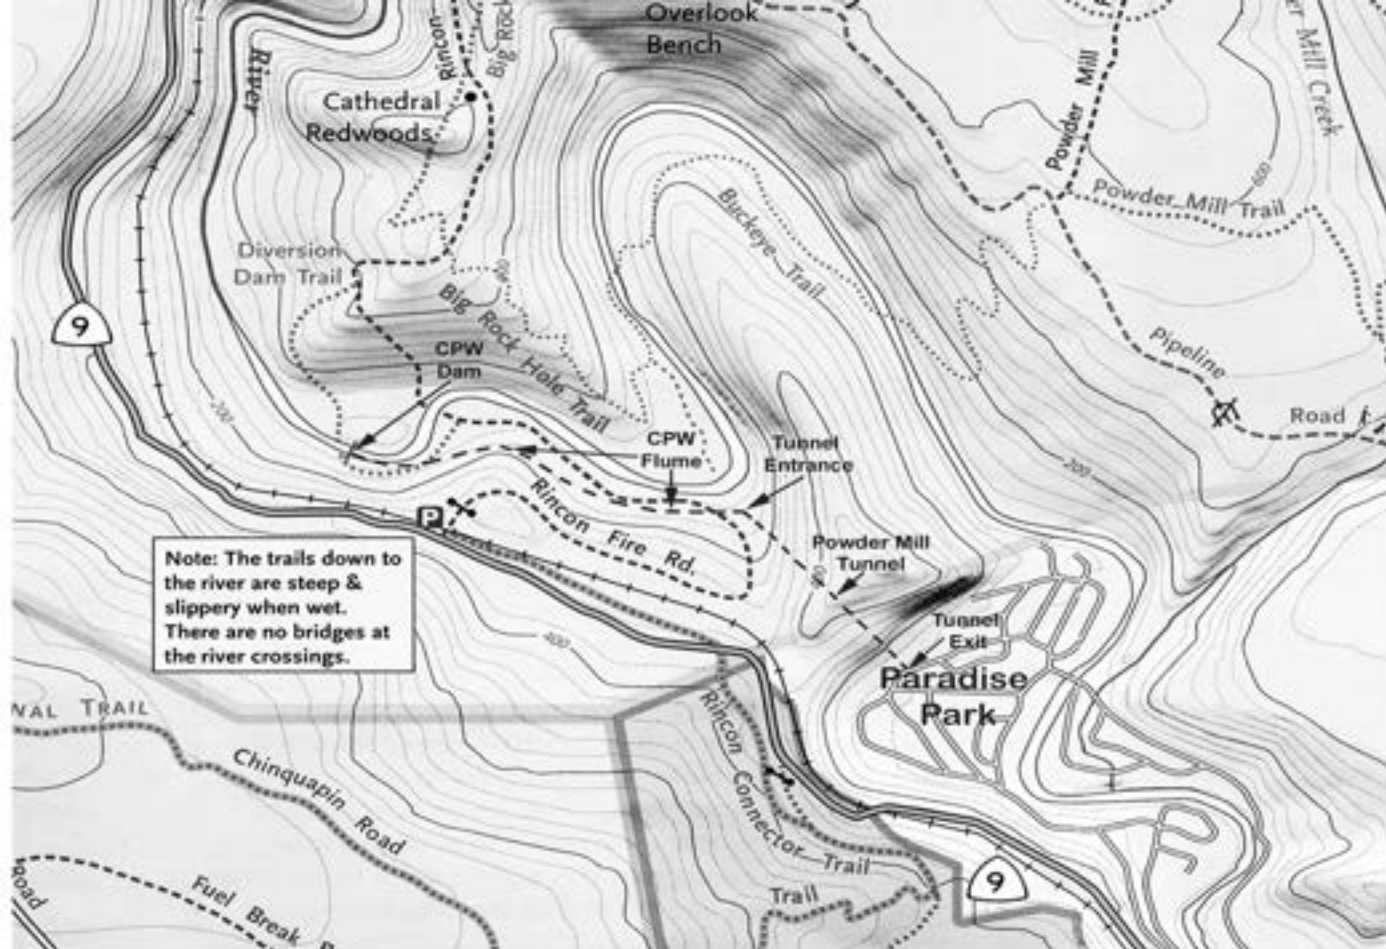 Overlook
Bench
Rincon
Big Rock
River
Cathedral
Redwoods
Powder Mill
Mill Creek
600
Powder Mill Trail
Buckeye Trail
Diversion
Dam Trail
Big Rock Hole Trail
9
CPW
Dam
Pipeline
Road
200
CPW
Flume
Tunnel
Entrance
200
P
Rincon Fire Rd.
Powder Mill
Tunnel
Note: The trails down to
the river are steep &
slippery when wet.
There are no bridges at
the river crossings.
400
Tunnel
Exit
Paradise
Park
NAL TRAIL
Chinquapin Road
Rincon Connector Trail
Trail
9
Road
Fuel Break